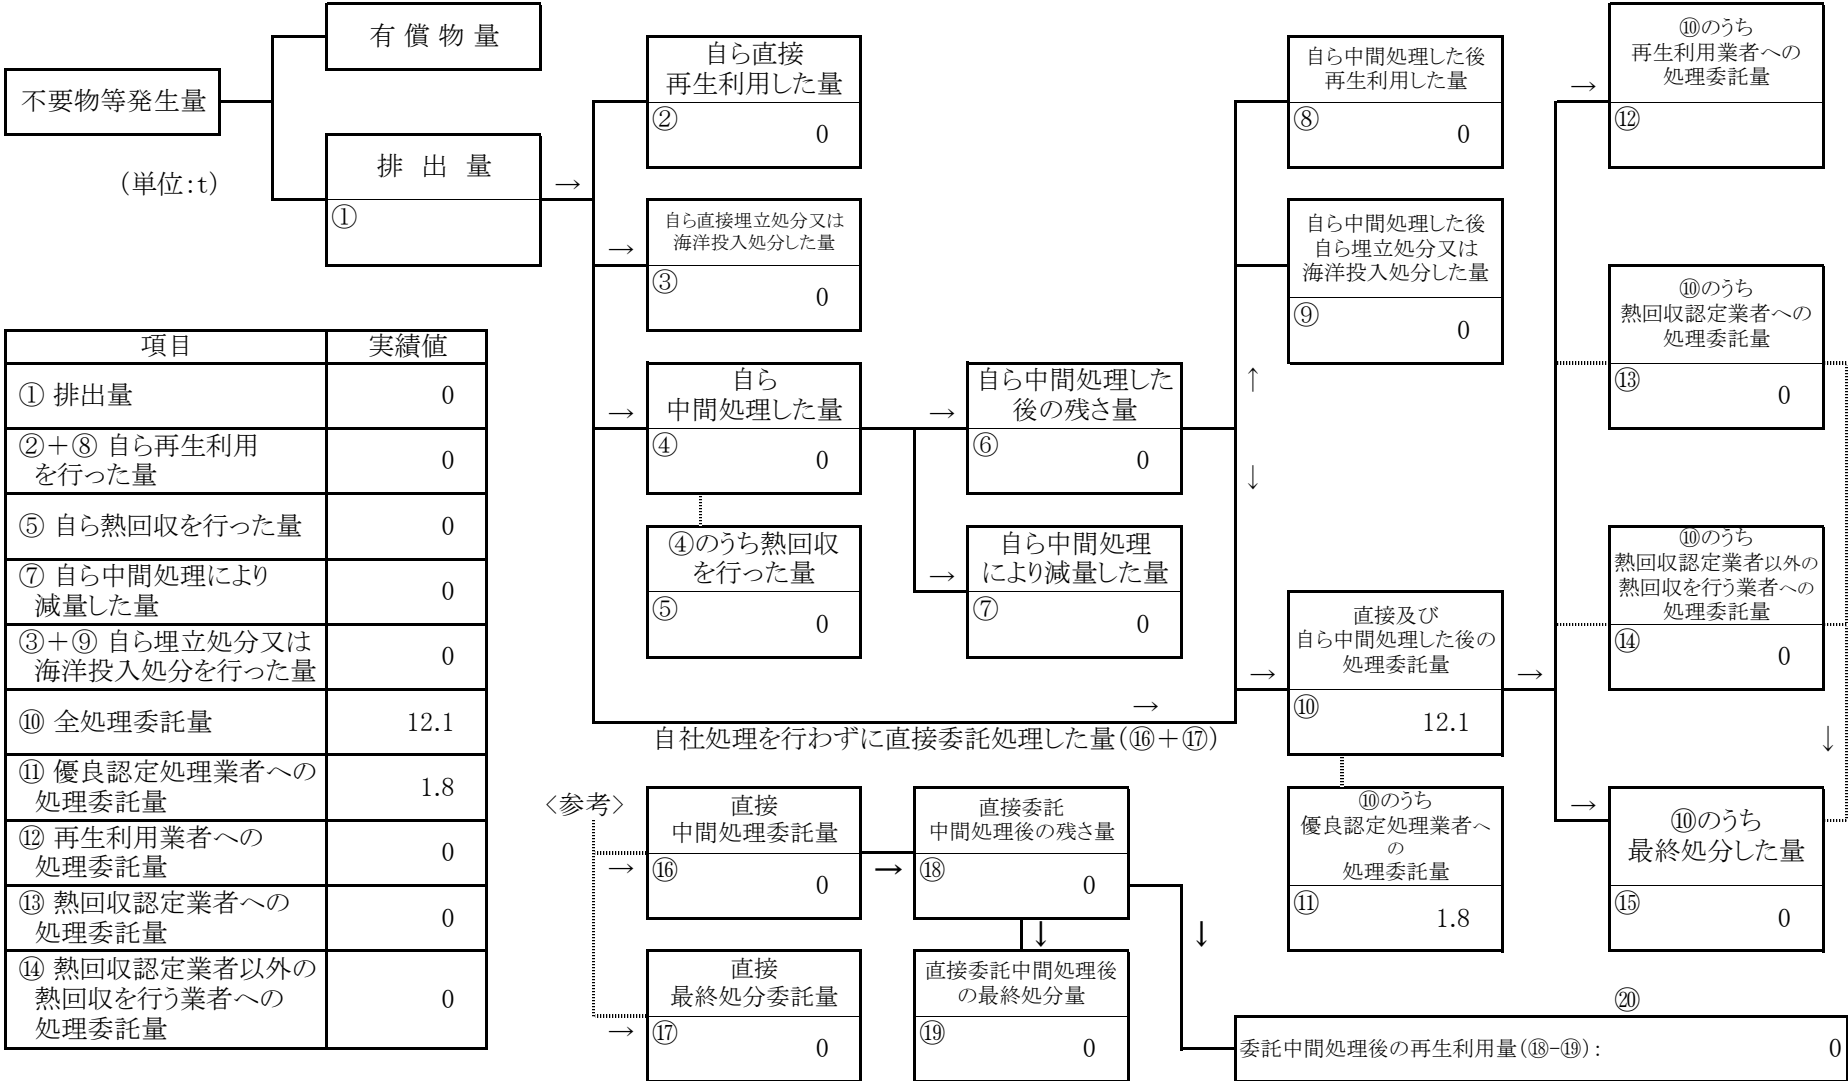 不要物等発生量
(単位:t)
有 償 物 量
排 出 量
①
→
自ら直接
再生利用した量
②
0
→
自ら直接埋立処分又は
海洋投入処分した量
③
0
→
自ら
中間処理した量
④
0
④のうち熱回収
を行った量
⑤
0
→
自ら中間処理した
後の残さ量
⑥
0
→
自ら中間処理
により減量した量
⑦
0
自ら中間処理した後
再生利用した量
⑧
0
自ら中間処理した後
自ら埋立処分又は
海洋投入処分した量
⑨
0
↑
↓
→
自社処理を行わずに直接委託処理した量(⑯+⑰)
→
直接及び
自ら中間処理した後の
処理委託量
⑩
12.1
⑩のうち
優良認定処理業者へ
の
処理委託量
⑪
1.8
→
→
⑩のうち
再生利用業者への
処理委託量
⑫
⑩のうち
熱回収認定業者への
処理委託量
⑬
0
⑩のうち
熱回収認定業者以外の
熱回収を行う業者への
処理委託量
⑭
0
↓
→
⑩のうち
最終処分した量
⑮
0
項目 実績値
① 排出量 0
②+⑧ 自ら再生利用
を行った量 0
⑤ 自ら熱回収を行った量 0
⑦ 自ら中間処理により
減量した量 0
③+⑨ 自ら埋立処分又は
海洋投入処分を行った量 0
⑩ 全処理委託量 12.1
⑪ 優良認定処理業者への
処理委託量 1.8
⑫ 再生利用業者への
処理委託量 0
⑬ 熱回収認定業者への
処理委託量 0
⑭ 熱回収認定業者以外の
熱回収を行う業者への
処理委託量 0
<参考>
→
直接
中間処理委託量
⑯
0
→
直接委託
中間処理後の残さ量
⑱
0
↓
↓
→
直接
最終処分委託量
⑰
0
直接委託中間処理後
の最終処分量
⑲
0
⑳
委託中間処理後の再生利用量(⑱-⑲): 0